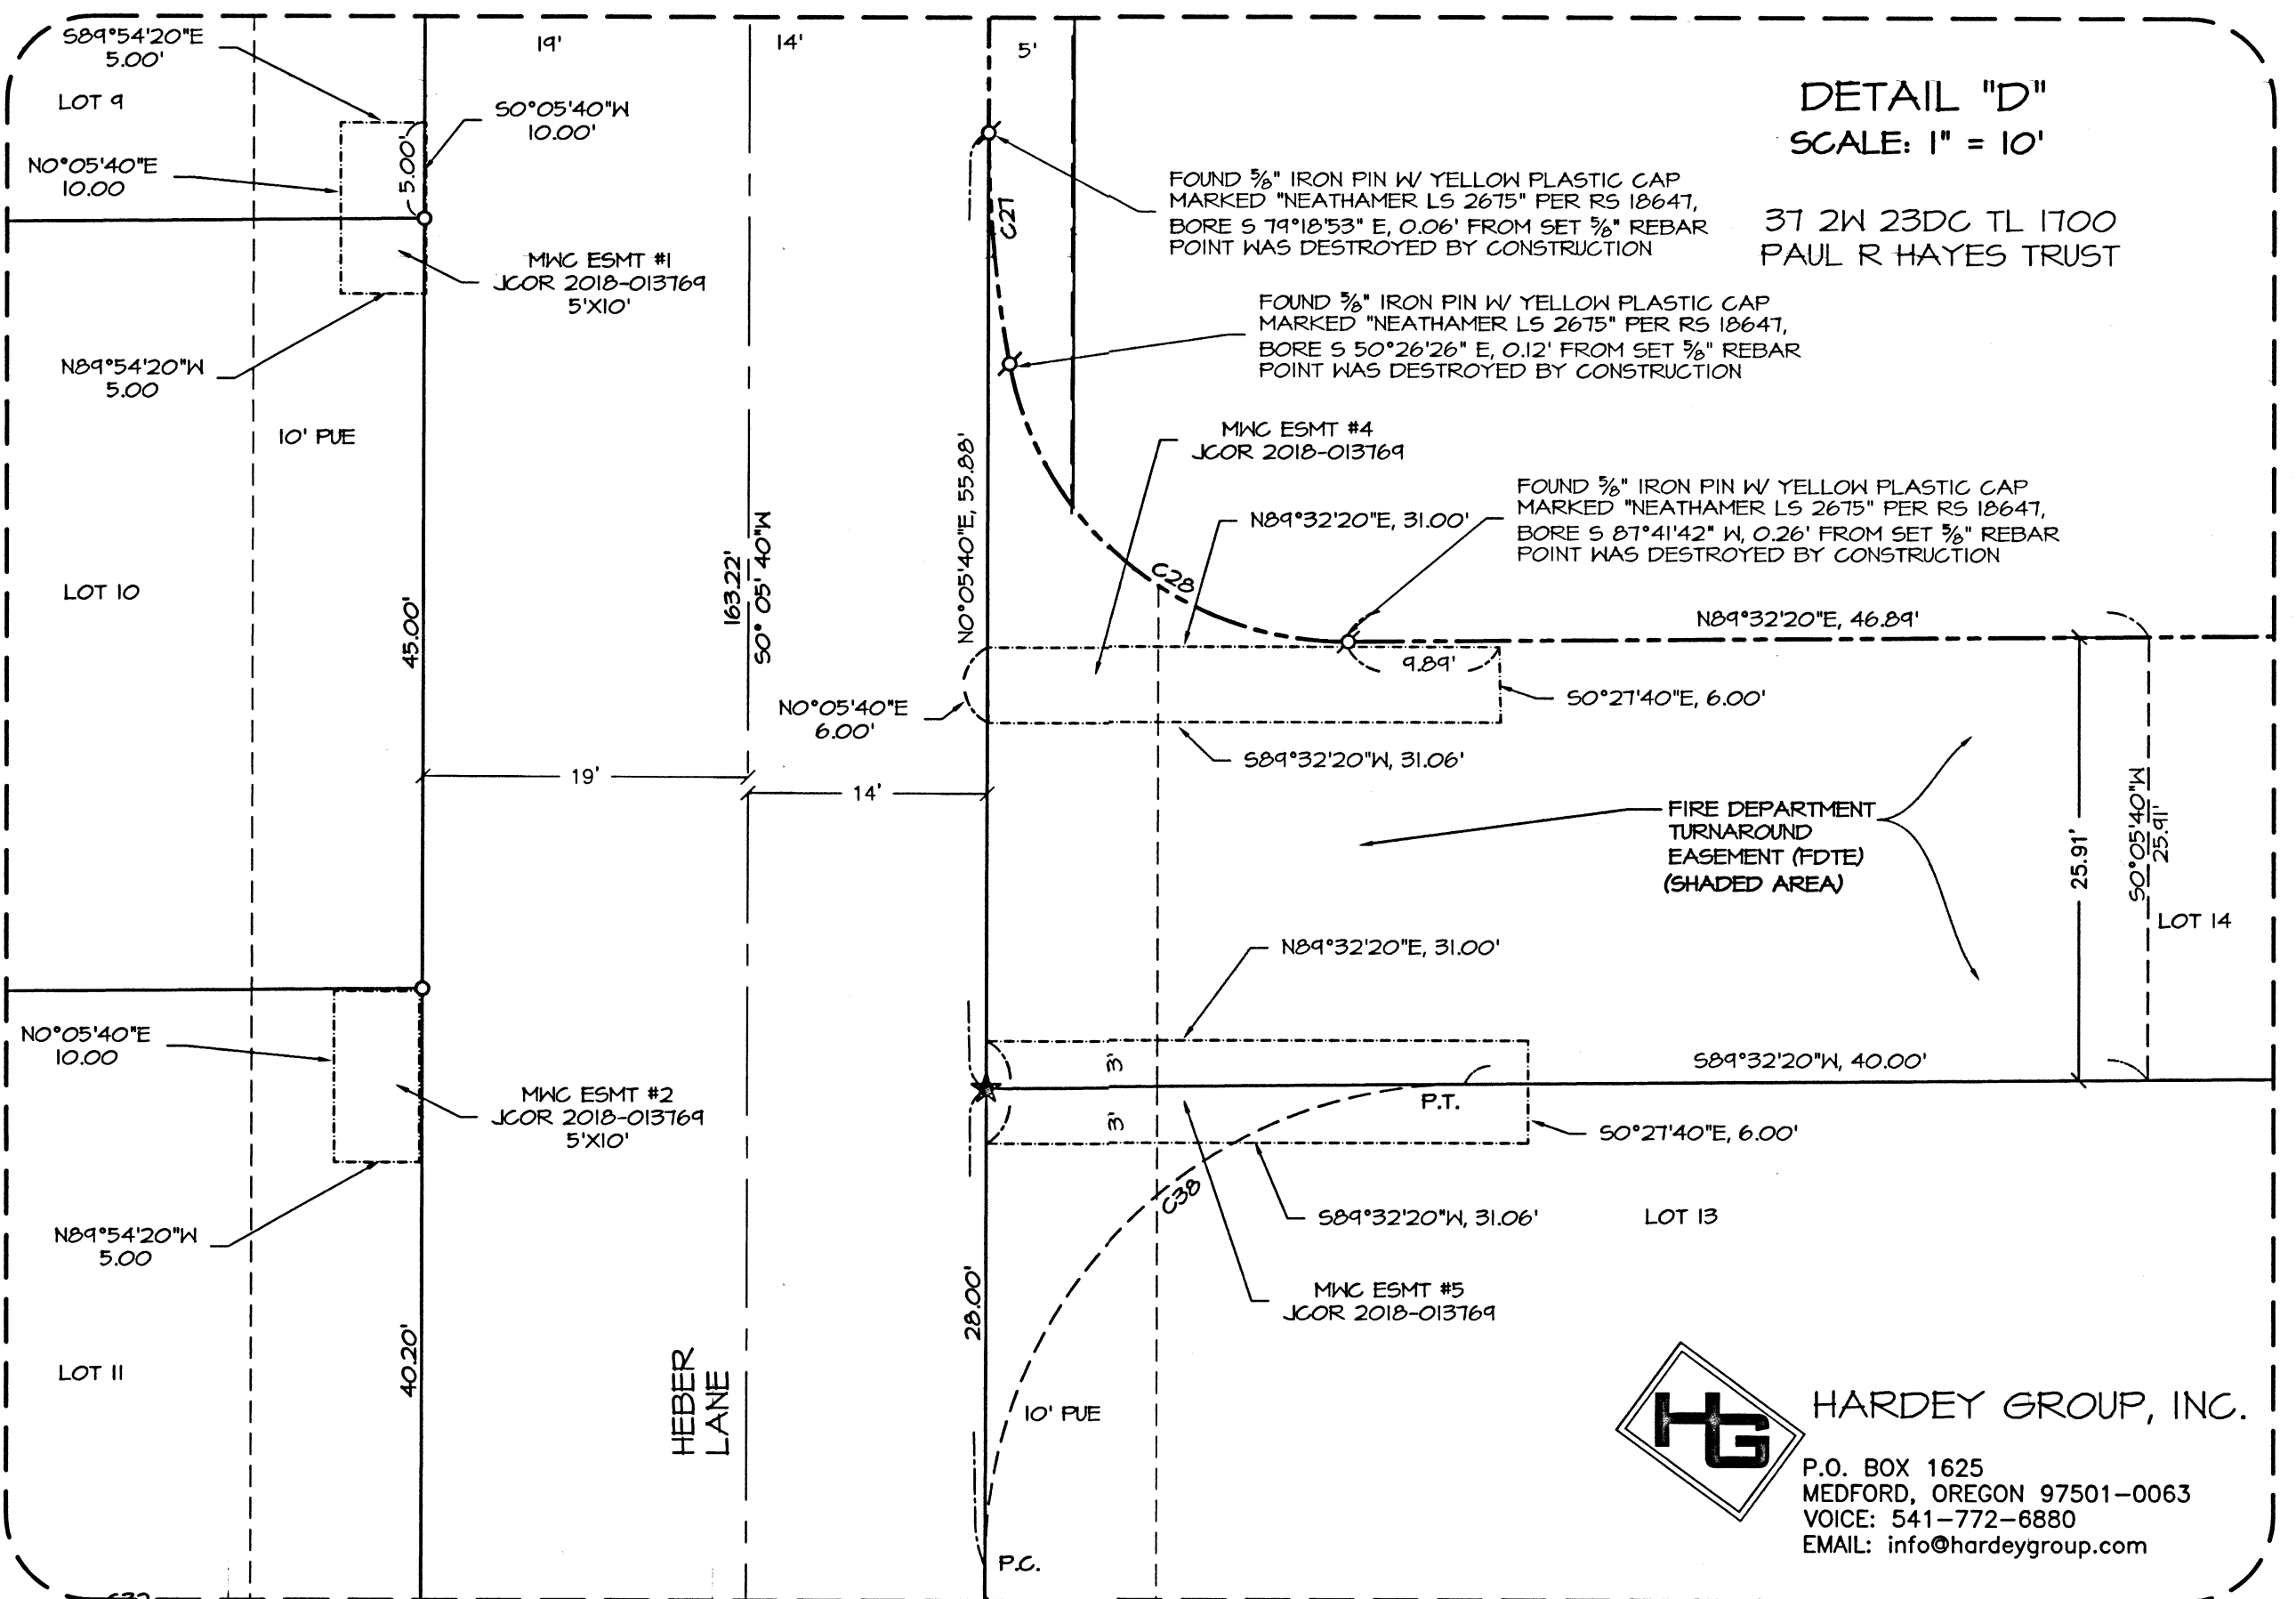 S89°54'20"E
5.00'
LOT 9
N0°05'40"E
10.00
19'
14'
5'
S0°05'40"W
10.00'
5.00'
MWC ESMT #1
JCOR 2018-013769
5'X10'
N89°54'20"W
5.00
10' PUE
LOT 10
45.00'
163.22'
S0° 05' 40"W
N0°05'40"E, 55.88'
C27
DETAIL "D"
SCALE: 1" = 10'
37 2W 23DC TL 1700
PAUL R HAYES TRUST
FOUND 5/8" IRON PIN W/ YELLOW PLASTIC CAP
MARKED "NEATHAMER LS 2675" PER RS 18647,
BORE S 79°18'53" E, 0.06' FROM SET 5/8" REBAR
POINT WAS DESTROYED BY CONSTRUCTION
FOUND 5/8" IRON PIN W/ YELLOW PLASTIC CAP
MARKED "NEATHAMER LS 2675" PER RS 18647,
BORE S 50°26'26" E, 0.12' FROM SET 5/8" REBAR
POINT WAS DESTROYED BY CONSTRUCTION
MWC ESMT #4
JCOR 2018-013769
N89°32'20"E, 31.00'
FOUND 5/8" IRON PIN W/ YELLOW PLASTIC CAP
MARKED "NEATHAMER LS 2675" PER RS 18647,
BORE S 87°41'42" W, 0.26' FROM SET 5/8" REBAR
POINT WAS DESTROYED BY CONSTRUCTION
C28
N89°32'20"E, 46.89'
9.89'
N0°05'40"E
6.00'
S0°27'40"E, 6.00'
S89°32'20"W, 31.06'
19'
14'
FIRE DEPARTMENT
TURNAROUND
EASEMENT (FDTE)
(SHADED AREA)
25.91'
S0°05'40"W
25.91'
LOT 14
N89°32'20"E, 31.00'
N0°05'40"E
10.00
MWC ESMT #2
JCOR 2018-013769
5'X10'
3'
3'
S89°32'20"W, 40.00'
P.T.
S0°27'40"E, 6.00'
C38
S89°32'20"W, 31.06'
LOT 13
N89°54'20"W
5.00
MWC ESMT #5
JCOR 2018-013769
28.00'
LOT 11
40.20'
HEBER
LANE
10' PUE
P.C.
HG
HARDEY GROUP, INC.
P.O. BOX 1625
MEDFORD, OREGON 97501-0063
VOICE: 541-772-6880
EMAIL: info@hardeygroup.com